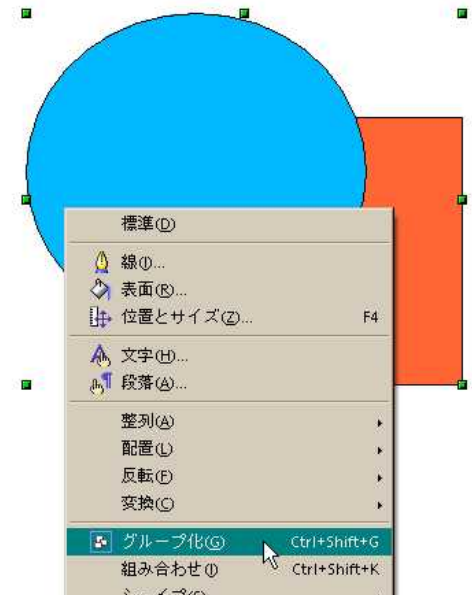 標準(D)
線(I)...
表面(R)...
位置とサイズ(Z)... F4
文字(H)...
段落(A)...
整列(A)
配置(L)
反転(F)
変換(C)
グループ化(G) Ctrl+Shift+G
組み合わせ(I) Ctrl+Shift+K